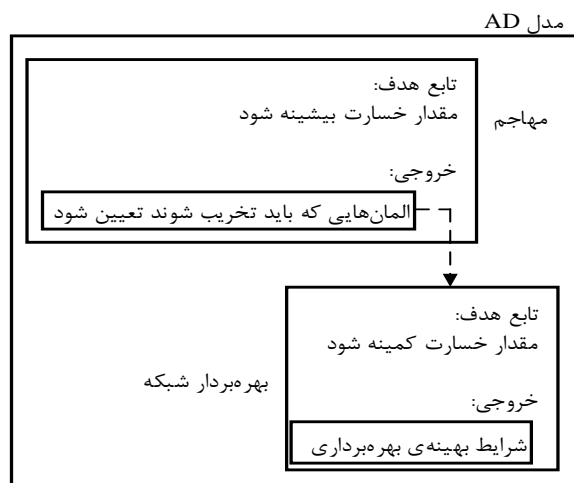 مدل AD
تابع هدف:
مقدار خسارت بیشینه شود
مهاجم
خروجی:
المان‌هایی که باید تخریب شوند تعیین شود
تابع هدف:
مقدار خسارت کمینه شود
بهره‌بردار شبکه
خروجی:
شرایط بهینه‌ی بهره‌برداری